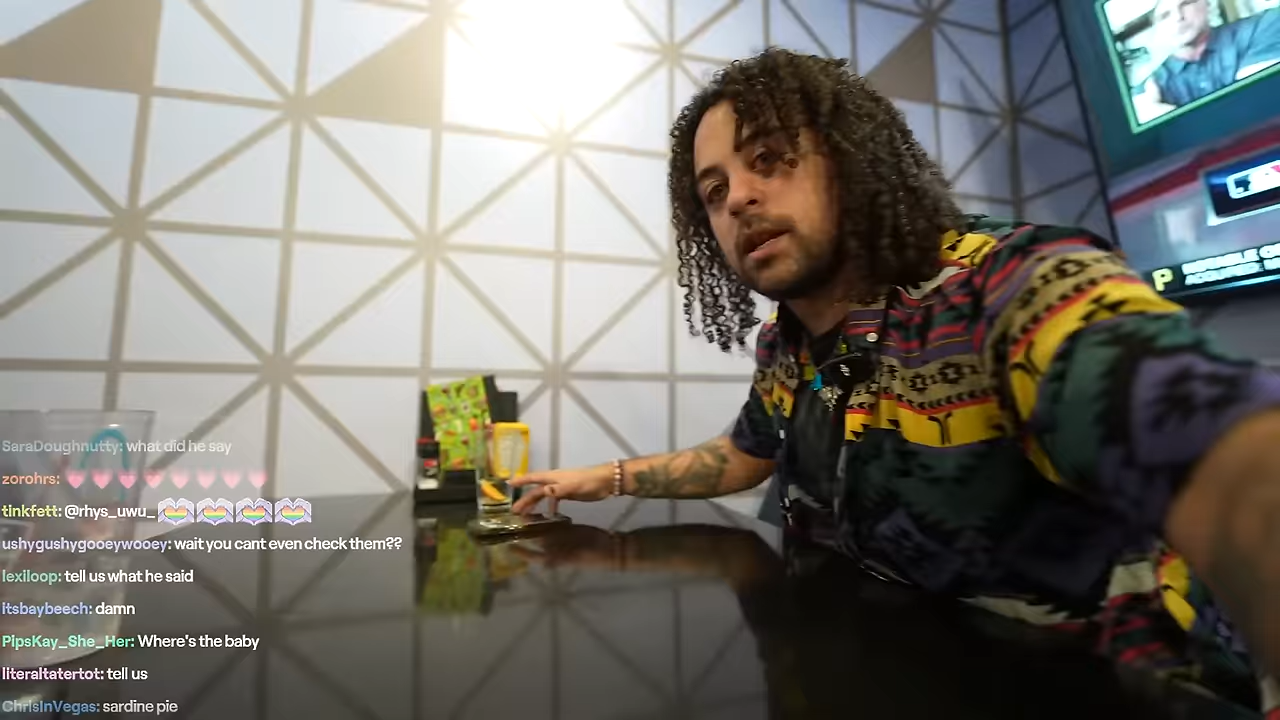 SaraDoughnutty: what did he say
zorohrs:
tinkfett: @rhys_uwu_
ushygushygooeywooey: wait you cant even check them??
lexiloop: tell us what he said
itsbaybeech: damn
PipsKay_She_Her: Where's the baby
literaltatertot: tell us
ChrisInVegas: sardine pie
P